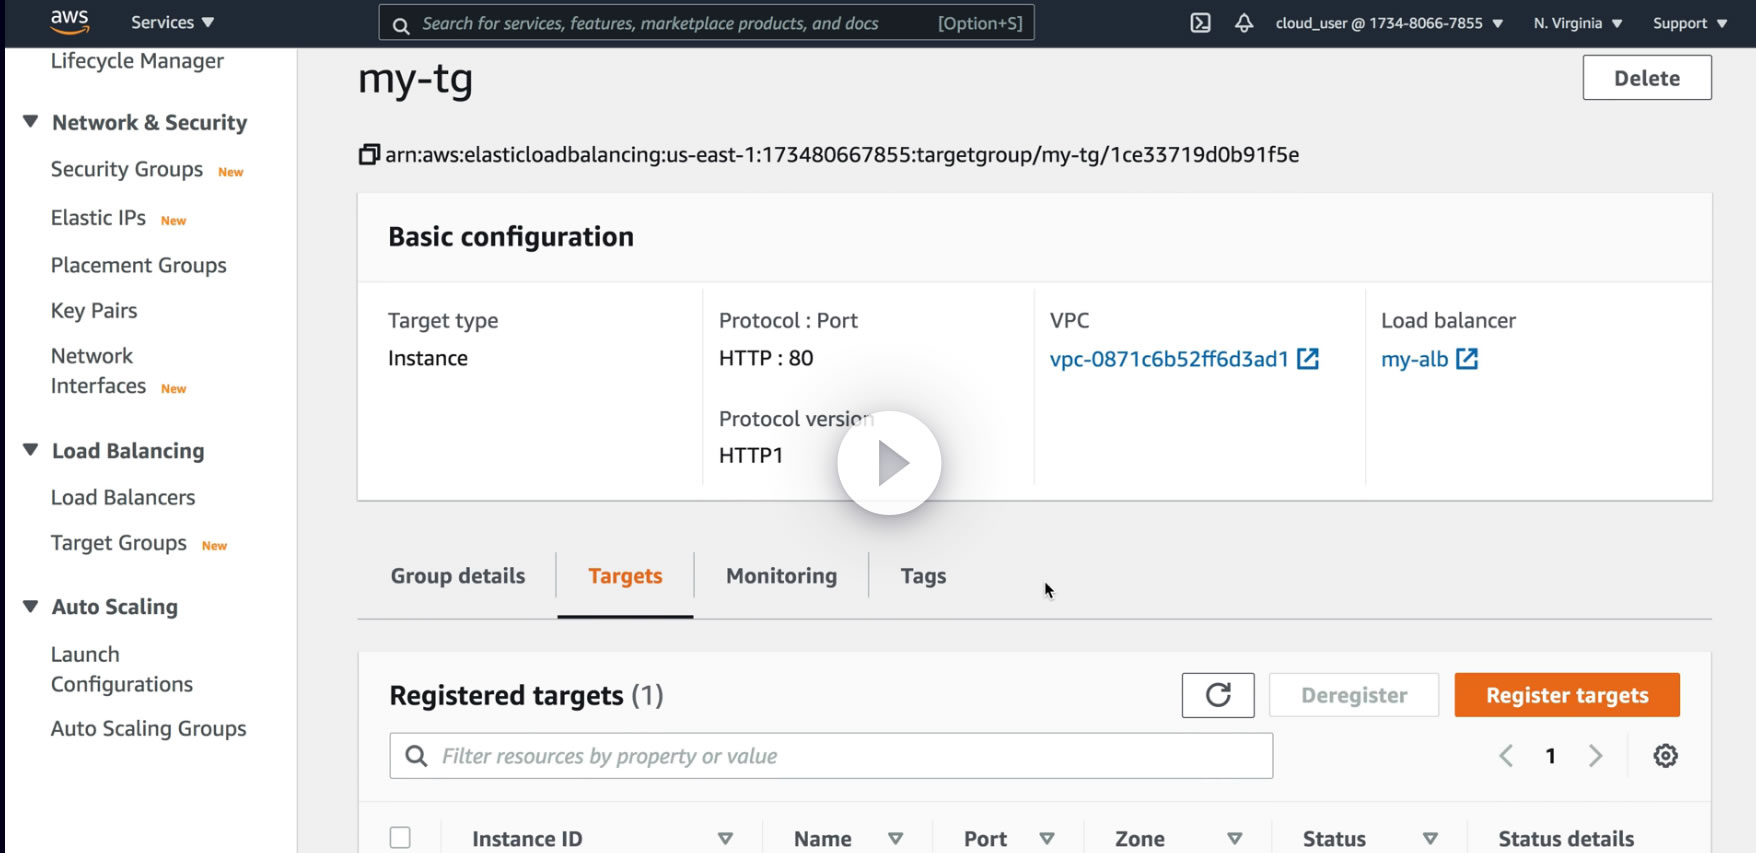 aws Services Search for services, features, marketplace products, and docs [Option+S] cloud_user @ 1734-8066-7855 N. Virginia Support
Lifecycle Manager
Network & Security
Security Groups New
Elastic IPs New
Placement Groups
Key Pairs
Network
Interfaces New
Load Balancing
Load Balancers
Target Groups New
Auto Scaling
Launch
Configurations
Auto Scaling Groups
my-tg
Delete
arn:aws:elasticloadbalancing:us-east-1:173480667855:targetgroup/my-tg/1ce33719d0b91f5e
Basic configuration
Target type
Instance
Protocol : Port
HTTP : 80
Protocol version
HTTP1
VPC
vpc-0871c6b52ff6d3ad1
Load balancer
my-alb
Group details Targets Monitoring Tags
Registered targets (1)
Deregister Register targets
Filter resources by property or value
1
Instance ID Name Port Zone Status Status details